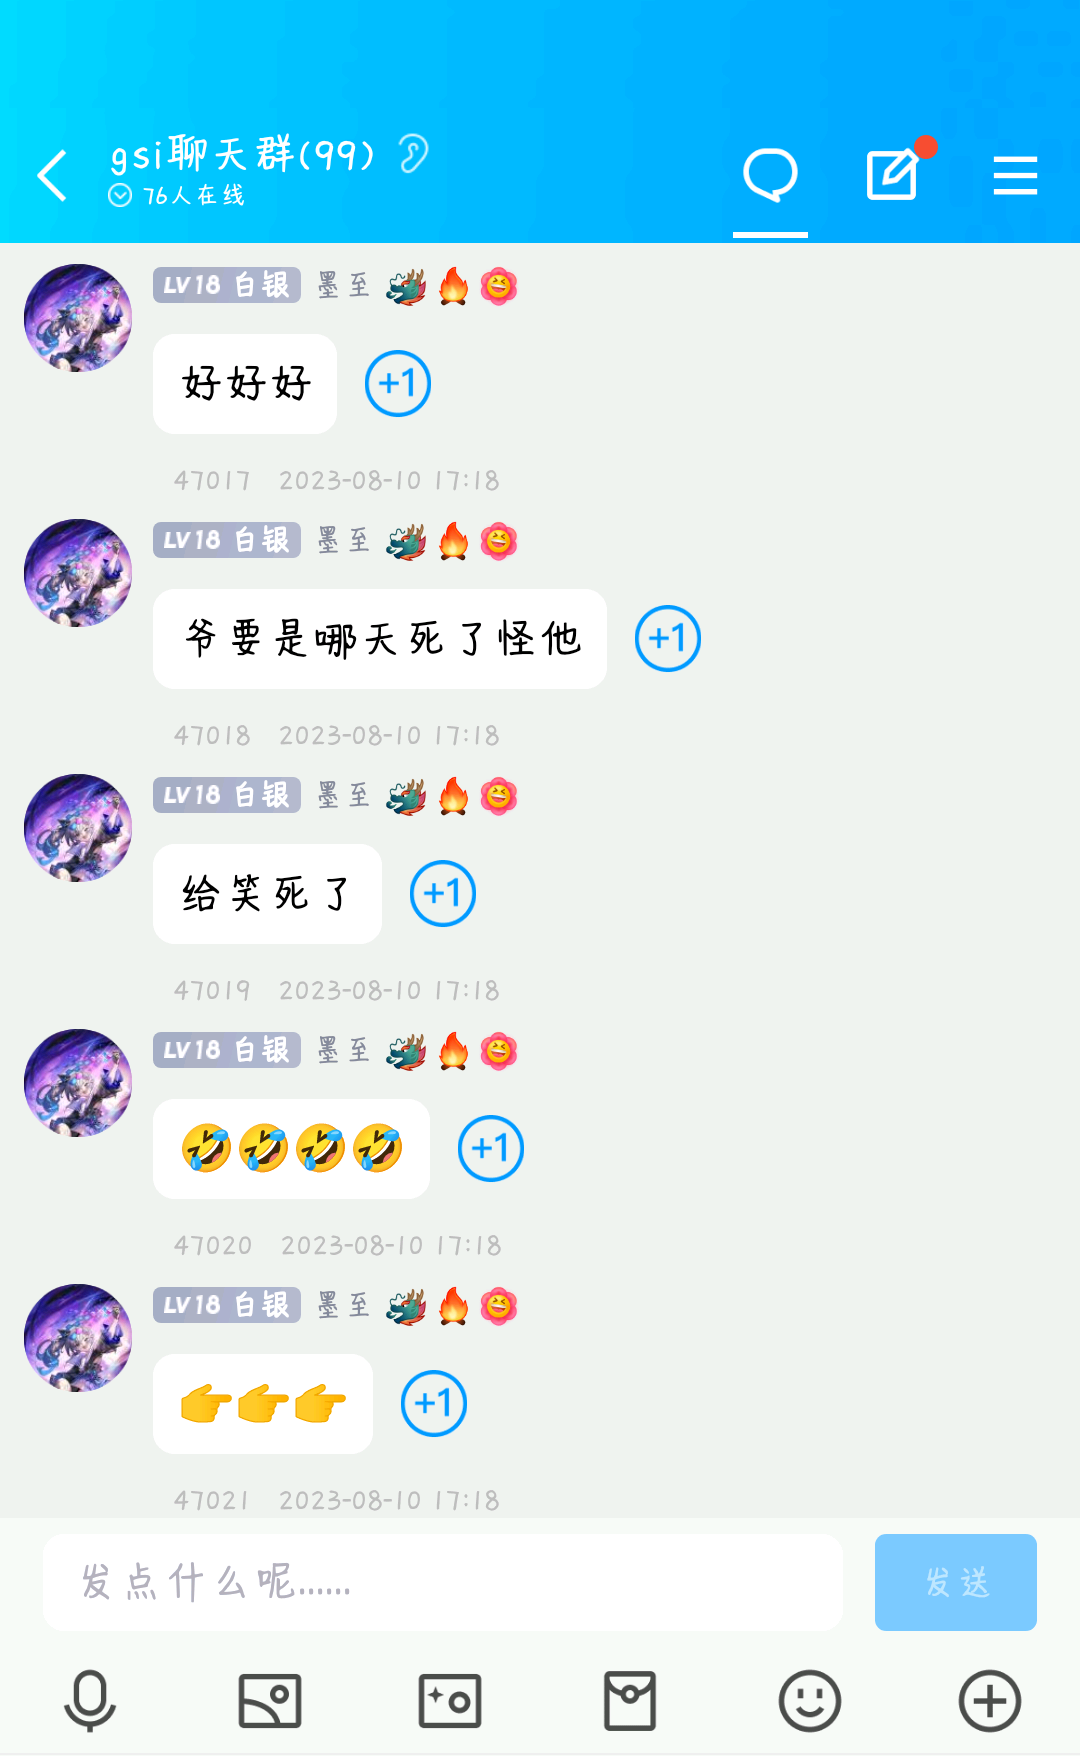 gsi聊天群(99)
76人在线
LV18 白银 墨至 🐲🔥
好好好
+1
47017 2023-08-10 17:18
LV18 白银 墨至 🐲🔥
爷要是哪天死了怪他
+1
47018 2023-08-10 17:18
LV18 白银 墨至 🐲🔥
给笑死了
+1
47019 2023-08-10 17:18
LV18 白银 墨至 🐲🔥
🤣🤣🤣🤣
+1
47020 2023-08-10 17:18
LV18 白银 墨至 🐲🔥
👉👉👉
+1
47021 2023-08-10 17:18
发点什么呢......
发送